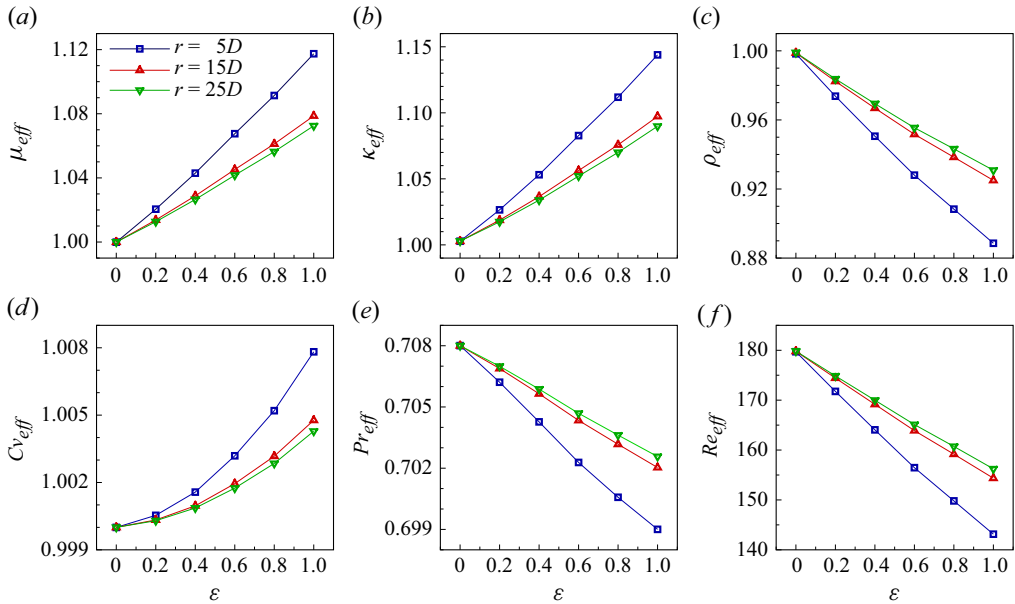 (a)
μeff
1.12
1.08
1.04
1.00
r = 5D
r = 15D
r = 25D
0 0.2 0.4 0.6 0.8 1.0
(b)
κeff
1.15
1.10
1.05
1.00
0 0.2 0.4 0.6 0.8 1.0
(c)
ρeff
1.00
0.96
0.92
0.88
0 0.2 0.4 0.6 0.8 1.0
(d)
Cveff
1.008
1.005
1.002
0.999
0 0.2 0.4 0.6 0.8 1.0
ε
(e)
Preff
0.708
0.705
0.702
0.699
0 0.2 0.4 0.6 0.8 1.0
ε
(f)
Reeff
180
170
160
150
140
0 0.2 0.4 0.6 0.8 1.0
ε